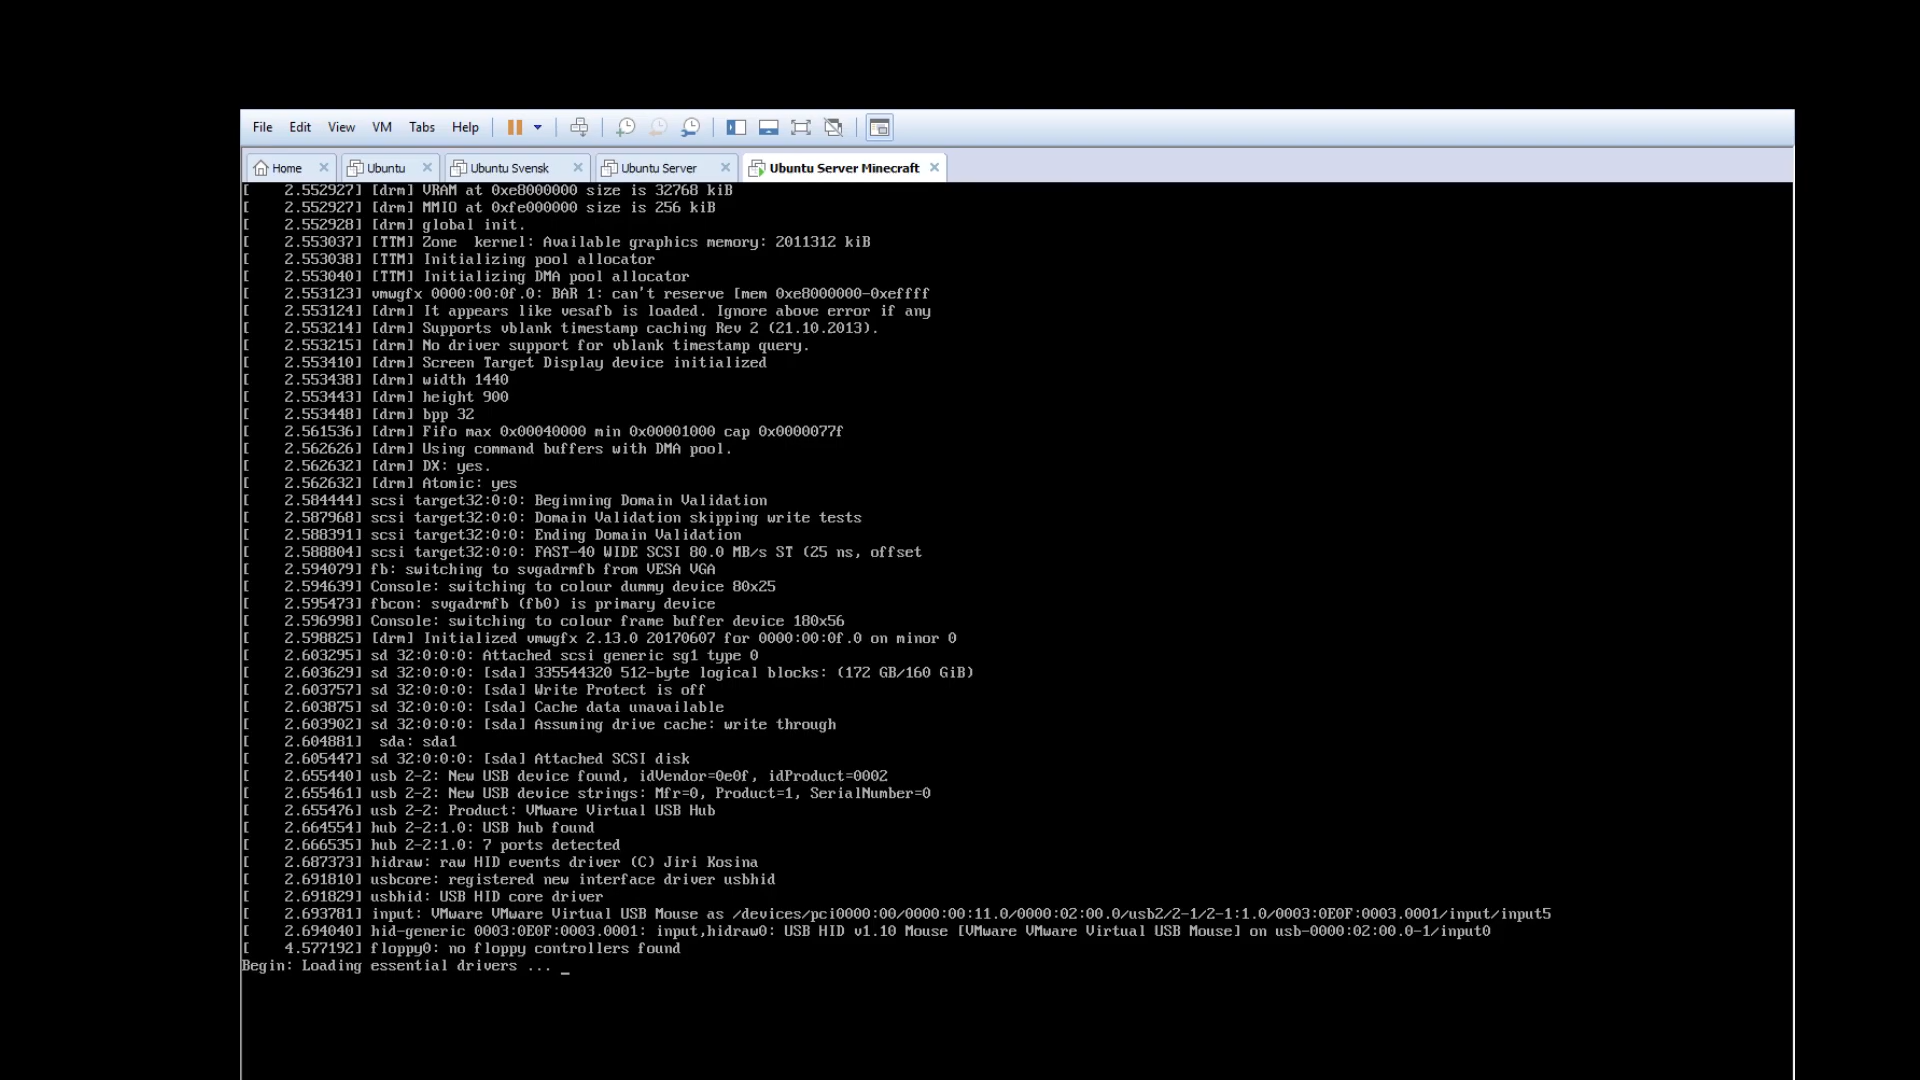 File Edit View VM Tabs Help
Home Ubuntu Ubuntu Svensk Ubuntu Server Ubuntu Server Minecraft
[    2.552927] [drm] VRAM at 0xe8000000 size is 32768 kiB
[    2.552927] [drm] MMIO at 0xfe000000 size is 256 kiB
[    2.552928] [drm] global init.
[    2.553037] [TTM] Zone  kernel: Available graphics memory: 2011312 kiB
[    2.553038] [TTM] Initializing pool allocator
[    2.553040] [TTM] Initializing DMA pool allocator
[    2.553123] vmwgfx 0000:00:0f.0: BAR 1: can't reserve [mem 0xe8000000-0xeffff
[    2.553124] [drm] It appears like vesafb is loaded. Ignore above error if any
[    2.553214] [drm] Supports vblank timestamp caching Rev 2 (21.10.2013).
[    2.553215] [drm] No driver support for vblank timestamp query.
[    2.553410] [drm] Screen Target Display device initialized
[    2.553438] [drm] width 1440
[    2.553443] [drm] height 900
[    2.553448] [drm] bpp 32
[    2.561536] [drm] Fifo max 0x00040000 min 0x00001000 cap 0x0000077f
[    2.562626] [drm] Using command buffers with DMA pool.
[    2.562632] [drm] DX: yes.
[    2.562632] [drm] Atomic: yes
[    2.584444] scsi target32:0:0: Beginning Domain Validation
[    2.587968] scsi target32:0:0: Domain Validation skipping write tests
[    2.588391] scsi target32:0:0: Ending Domain Validation
[    2.588804] scsi target32:0:0: FAST-40 WIDE SCSI 80.0 MB/s ST (25 ns, offset
[    2.594079] fb: switching to svgadrmfb from VESA VGA
[    2.594639] Console: switching to colour dummy device 80x25
[    2.595473] fbcon: svgadrmfb (fb0) is primary device
[    2.596998] Console: switching to colour frame buffer device 180x56
[    2.598825] [drm] Initialized vmwgfx 2.13.0 20170607 for 0000:00:0f.0 on minor 0
[    2.603295] sd 32:0:0:0: Attached scsi generic sg1 type 0
[    2.603629] sd 32:0:0:0: [sda] 335544320 512-byte logical blocks: (172 GB/160 GiB)
[    2.603757] sd 32:0:0:0: [sda] Write Protect is off
[    2.603875] sd 32:0:0:0: [sda] Cache data unavailable
[    2.603902] sd 32:0:0:0: [sda] Assuming drive cache: write through
[    2.604881]  sda: sda1
[    2.605447] sd 32:0:0:0: [sda] Attached SCSI disk
[    2.655440] usb 2-2: New USB device found, idVendor=0e0f, idProduct=0002
[    2.655461] usb 2-2: New USB device strings: Mfr=0, Product=1, SerialNumber=0
[    2.655476] usb 2-2: Product: VMware Virtual USB Hub
[    2.664554] hub 2-2:1.0: USB hub found
[    2.666535] hub 2-2:1.0: 7 ports detected
[    2.687373] hidraw: raw HID events driver (C) Jiri Kosina
[    2.691810] usbcore: registered new interface driver usbhid
[    2.691829] usbhid: USB HID core driver
[    2.693781] input: VMware VMware Virtual USB Mouse as /devices/pci0000:00/0000:00:11.0/0000:02:00.0/usb2/2-1/2-1:1.0/0003:0E0F:0003.0001/input/input5
[    2.694040] hid-generic 0003:0E0F:0003.0001: input,hidraw0: USB HID v1.10 Mouse [VMware VMware Virtual USB Mouse] on usb-0000:02:00.0-1/input0
[    4.577192] floppy0: no floppy controllers found
Begin: Loading essential drivers ... _